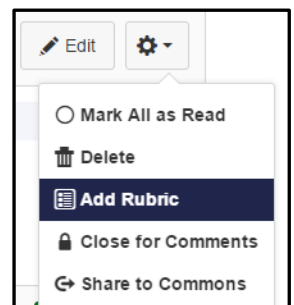 Edit
Mark All as Read
Delete
Add Rubric
Close for Comments
Share to Commons